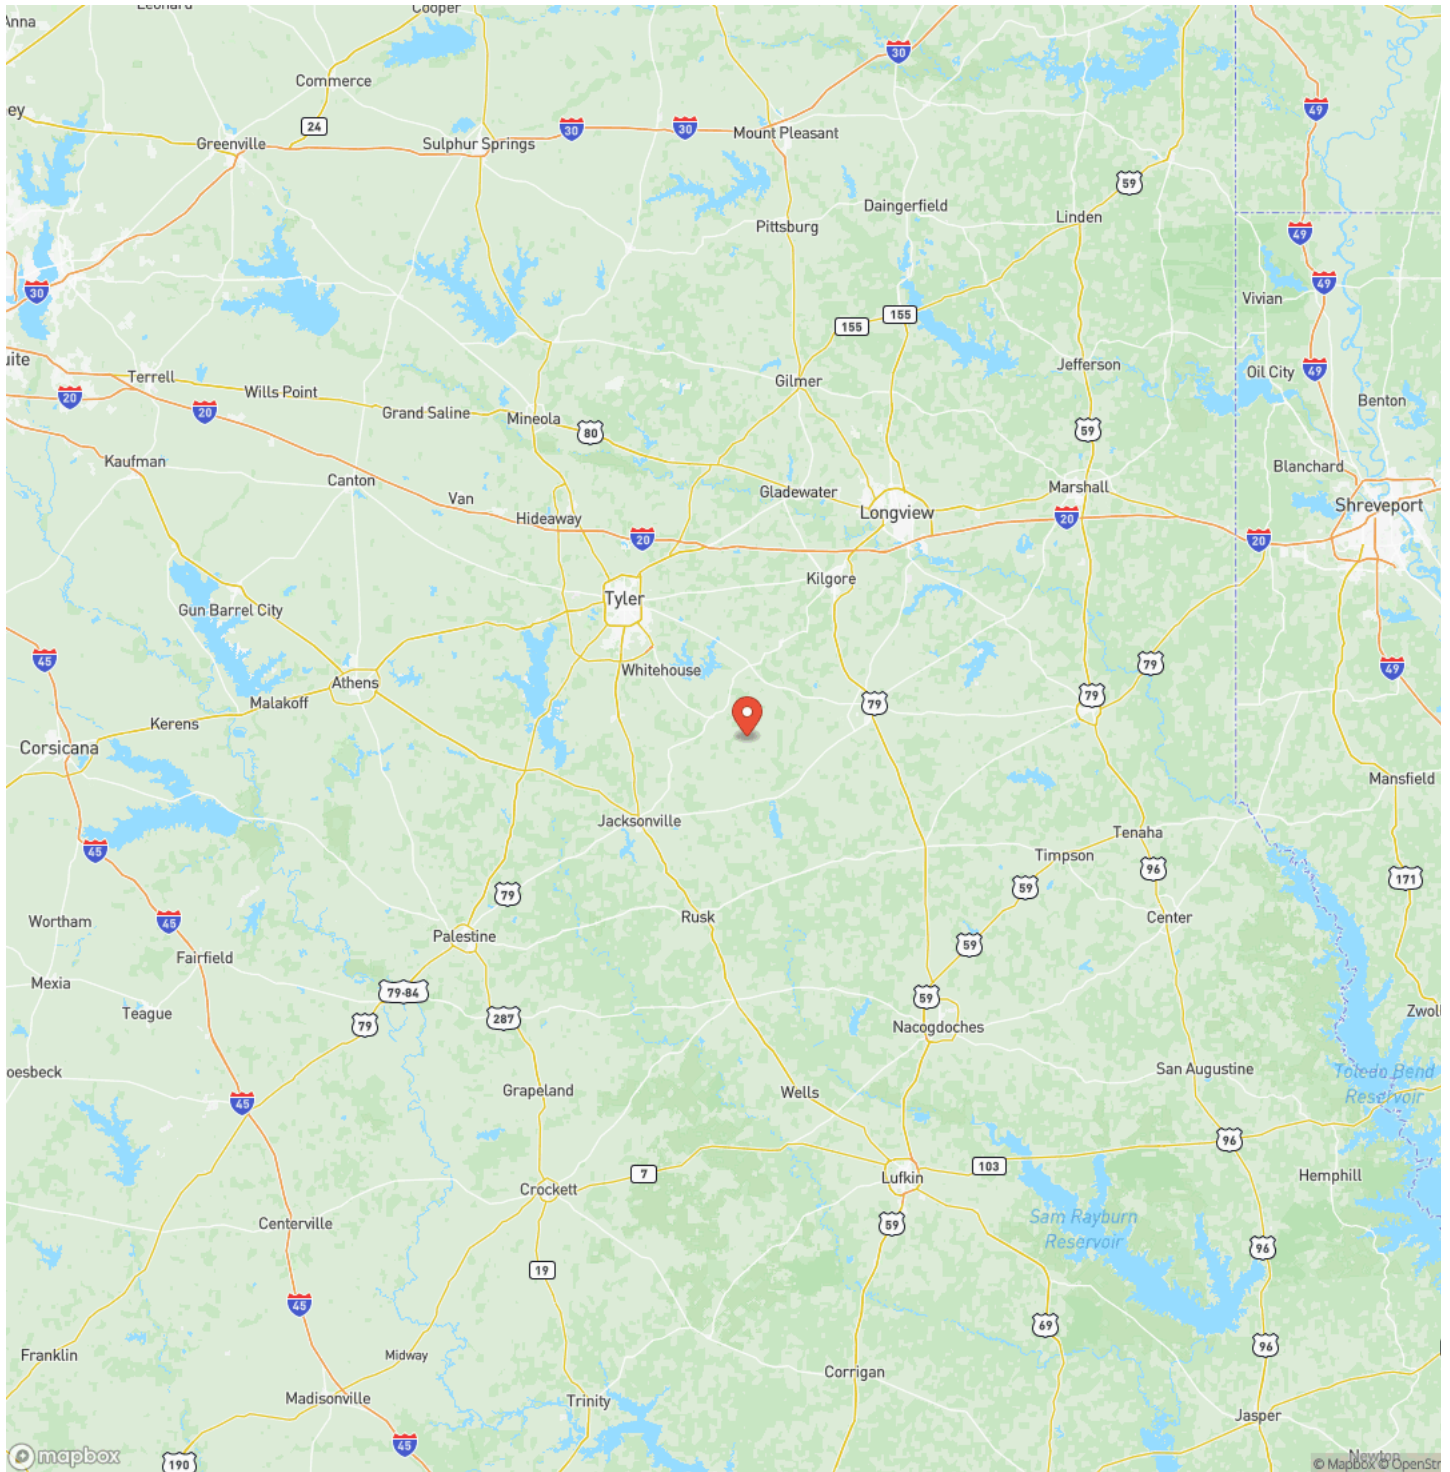 Anna
Leonard
Cooper
Commerce
30
49
ey
24
30
30
Mount Pleasant
Greenville
Sulphur Springs
59
Daingerfield
Linden
Pittsburg
49
49
30
Vivian
155
155
uite
Jefferson
49
Oil City
Terrell
Gilmer
Wills Point
20
20
Grand Saline
Mineola
Benton
80
59
Kaufman
Blanchard
Canton
Van
Gladewater
Marshall
Shreveport
Hideaway
Longview
20
20
20
Kilgore
Tyler
Gun Barrel City
45
79
49
Whitehouse
Athens
79
79
Malakoff
Kerens
Corsicana
Mansfield
Jacksonville
Tenaha
45
Timpson
96
171
79
59
Wortham
45
Rusk
Center
Palestine
59
Fairfield
Mexia
79-84
59
Teague
287
79
Nacogdoches
Zwoll
oesbeck
San Augustine
Toledo Bend
Reservoir
Grapeland
Wells
45
96
103
7
Lufkin
Hemphill
Crockett
Centerville
59
Sam Rayburn
Reservoir
96
19
45
69
96
Franklin
Midway
Corrigan
Madisonville
Trinity
Jasper
45
mapbox
190
Newton
© Mapbox © OpenStr